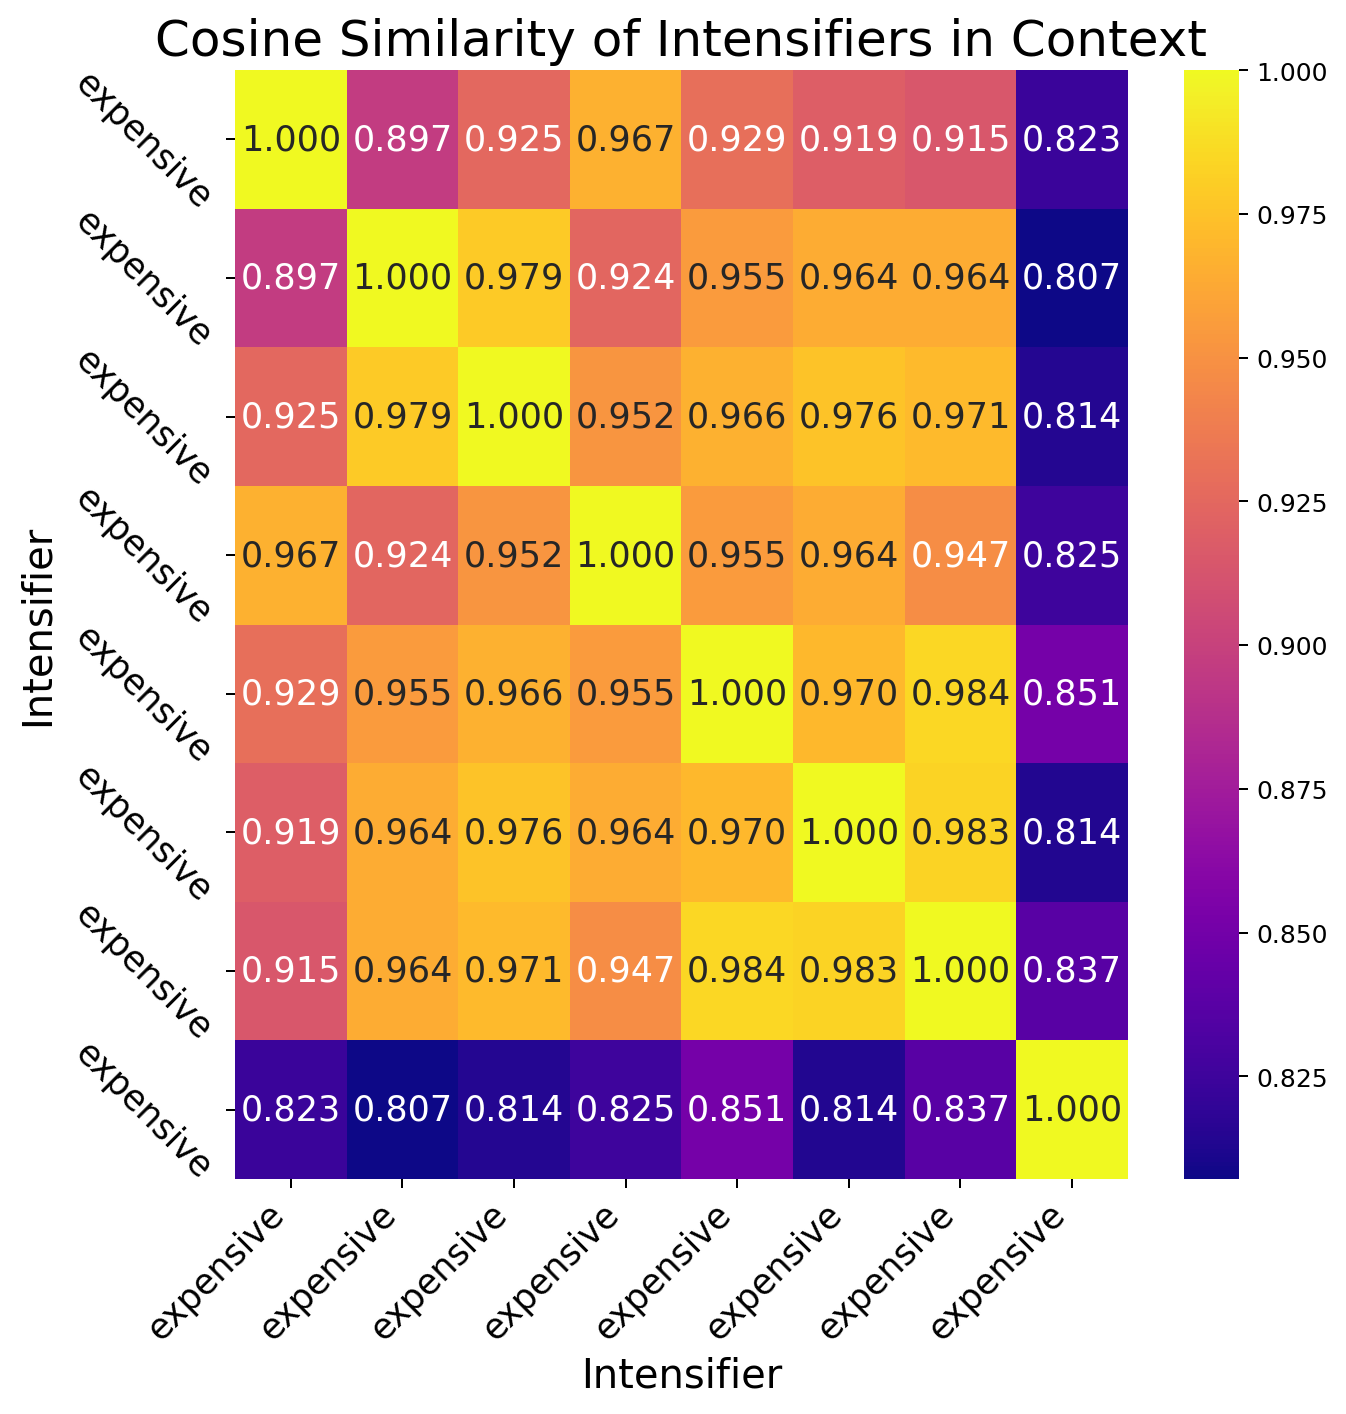 Cosine Similarity of Intensifiers in Context
expensive 1.000 0.897 0.925 0.967 0.929 0.919 0.915 0.823
expensive 0.897 1.000 0.979 0.924 0.955 0.964 0.964 0.807
expensive 0.925 0.979 1.000 0.952 0.966 0.976 0.971 0.814
expensive 0.967 0.924 0.952 1.000 0.955 0.964 0.947 0.825
expensive 0.929 0.955 0.966 0.955 1.000 0.970 0.984 0.851
expensive 0.919 0.964 0.976 0.964 0.970 1.000 0.983 0.814
expensive 0.915 0.964 0.971 0.947 0.984 0.983 1.000 0.837
expensive 0.823 0.807 0.814 0.825 0.851 0.814 0.837 1.000
expensive expensive expensive expensive expensive expensive expensive expensive
Intensifier
Intensifier
1.000
0.975
0.950
0.925
0.900
0.875
0.850
0.825